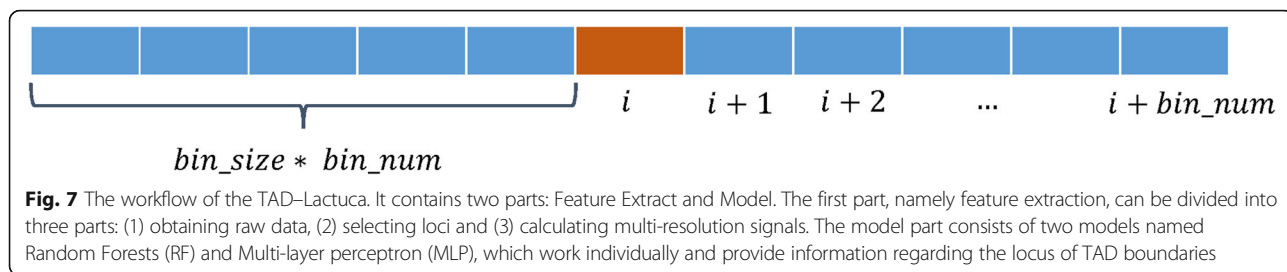 i
i + 1
i + 2
...
i + bin_num
bin_size * bin_num
Fig. 7 The workflow of the TAD–Lactuca. It contains two parts: Feature Extract and Model. The first part, namely feature extraction, can be divided into
three parts: (1) obtaining raw data, (2) selecting loci and (3) calculating multi-resolution signals. The model part consists of two models named
Random Forests (RF) and Multi-layer perceptron (MLP), which work individually and provide information regarding the locus of TAD boundaries